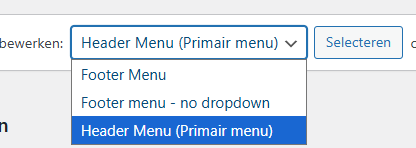 bewerken: Header Menu (Primair menu) Selecteren
Footer Menu
Footer menu - no dropdown
Header Menu (Primair menu)